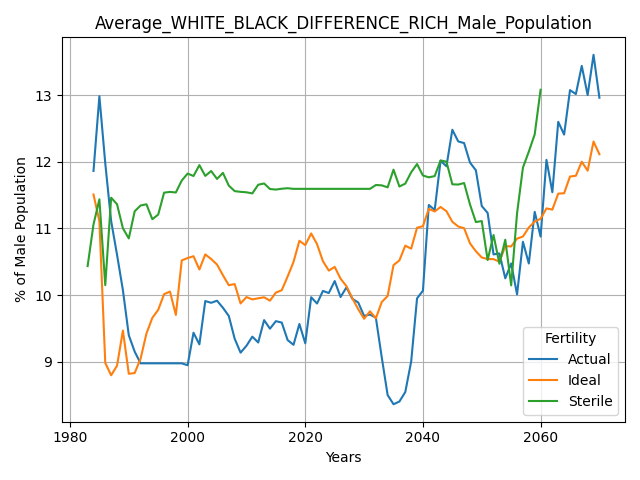 Average_WHITE_BLACK_DIFFERENCE_RICH_Male_Population
% of Male Population
13
12
11
10
9
1980
2000
2020
2040
2060
Years
Fertility
Actual
Ideal
Sterile